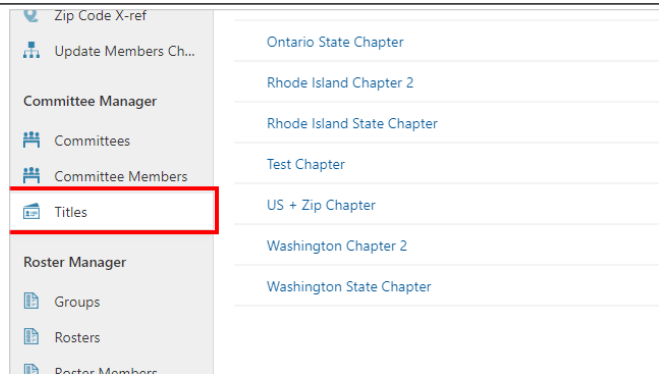 Zip Code X-ref
Update Members Ch...
Committee Manager
Committees
Committee Members
Titles
Roster Manager
Groups
Rosters
Roster Members
Ontario State Chapter
Rhode Island Chapter 2
Rhode Island State Chapter
Test Chapter
US + Zip Chapter
Washington Chapter 2
Washington State Chapter